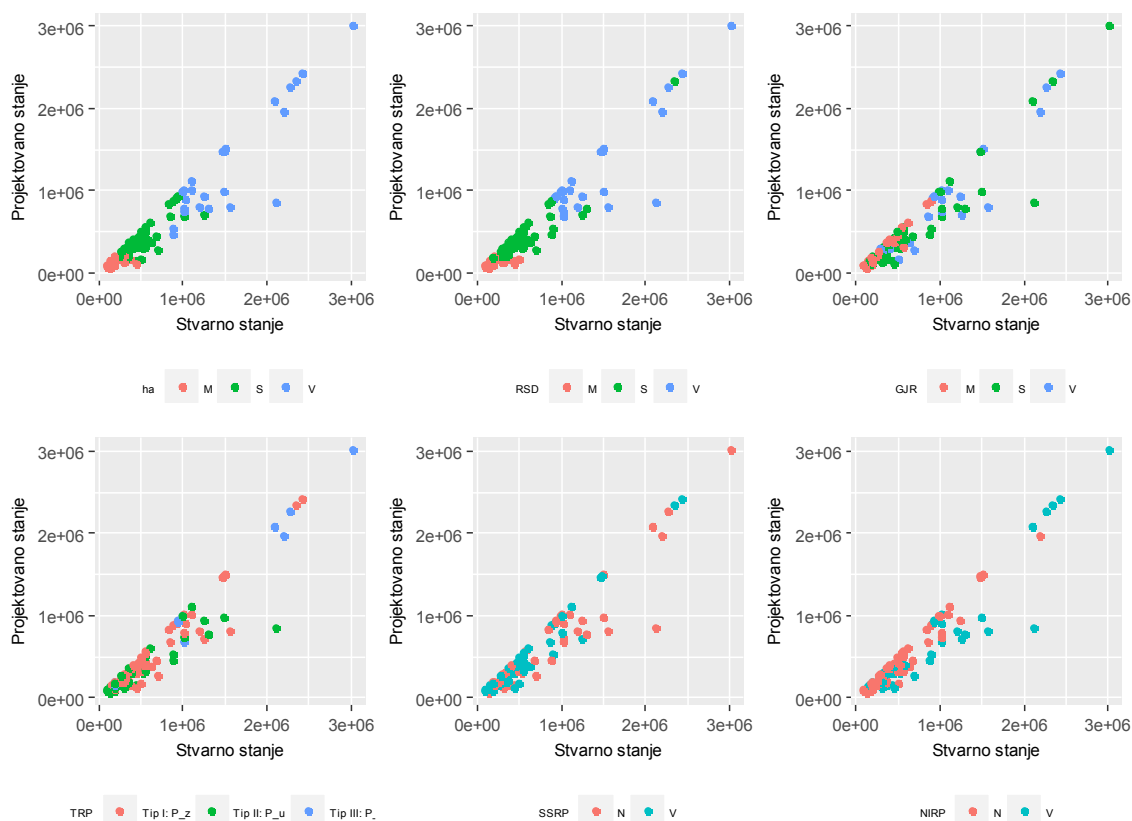 3e+06
2e+06
1e+06
0e+00
Projektovano stanje
0e+00 1e+06 2e+06 3e+06
Stvarno stanje
ha M S V
3e+06
2e+06
1e+06
0e+00
Projektovano stanje
0e+00 1e+06 2e+06 3e+06
Stvarno stanje
RSD M S V
3e+06
2e+06
1e+06
0e+00
Projektovano stanje
0e+00 1e+06 2e+06 3e+06
Stvarno stanje
GJR M S V
3e+06
2e+06
1e+06
0e+00
Projektovano stanje
0e+00 1e+06 2e+06 3e+06
Stvarno stanje
TRP Tip I: P_z Tip II: P_u Tip III: P_
3e+06
2e+06
1e+06
0e+00
Projektovano stanje
0e+00 1e+06 2e+06 3e+06
Stvarno stanje
SSRP N V
3e+06
2e+06
1e+06
0e+00
Projektovano stanje
0e+00 1e+06 2e+06 3e+06
Stvarno stanje
NIRP N V